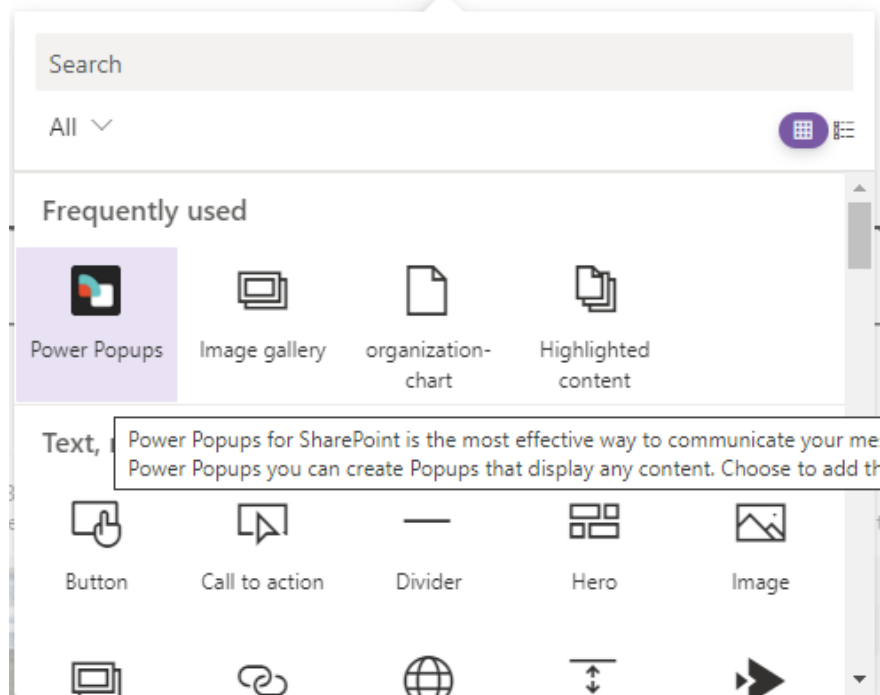 Search
All
Frequently used
Power Popups
Image gallery
organization-
chart
Highlighted
content
Text,
Power Popups for SharePoint is the most effective way to communicate your
Power Popups you can create Popups that display any content. Choose to add
Button
Call to action
Divider
Hero
Image